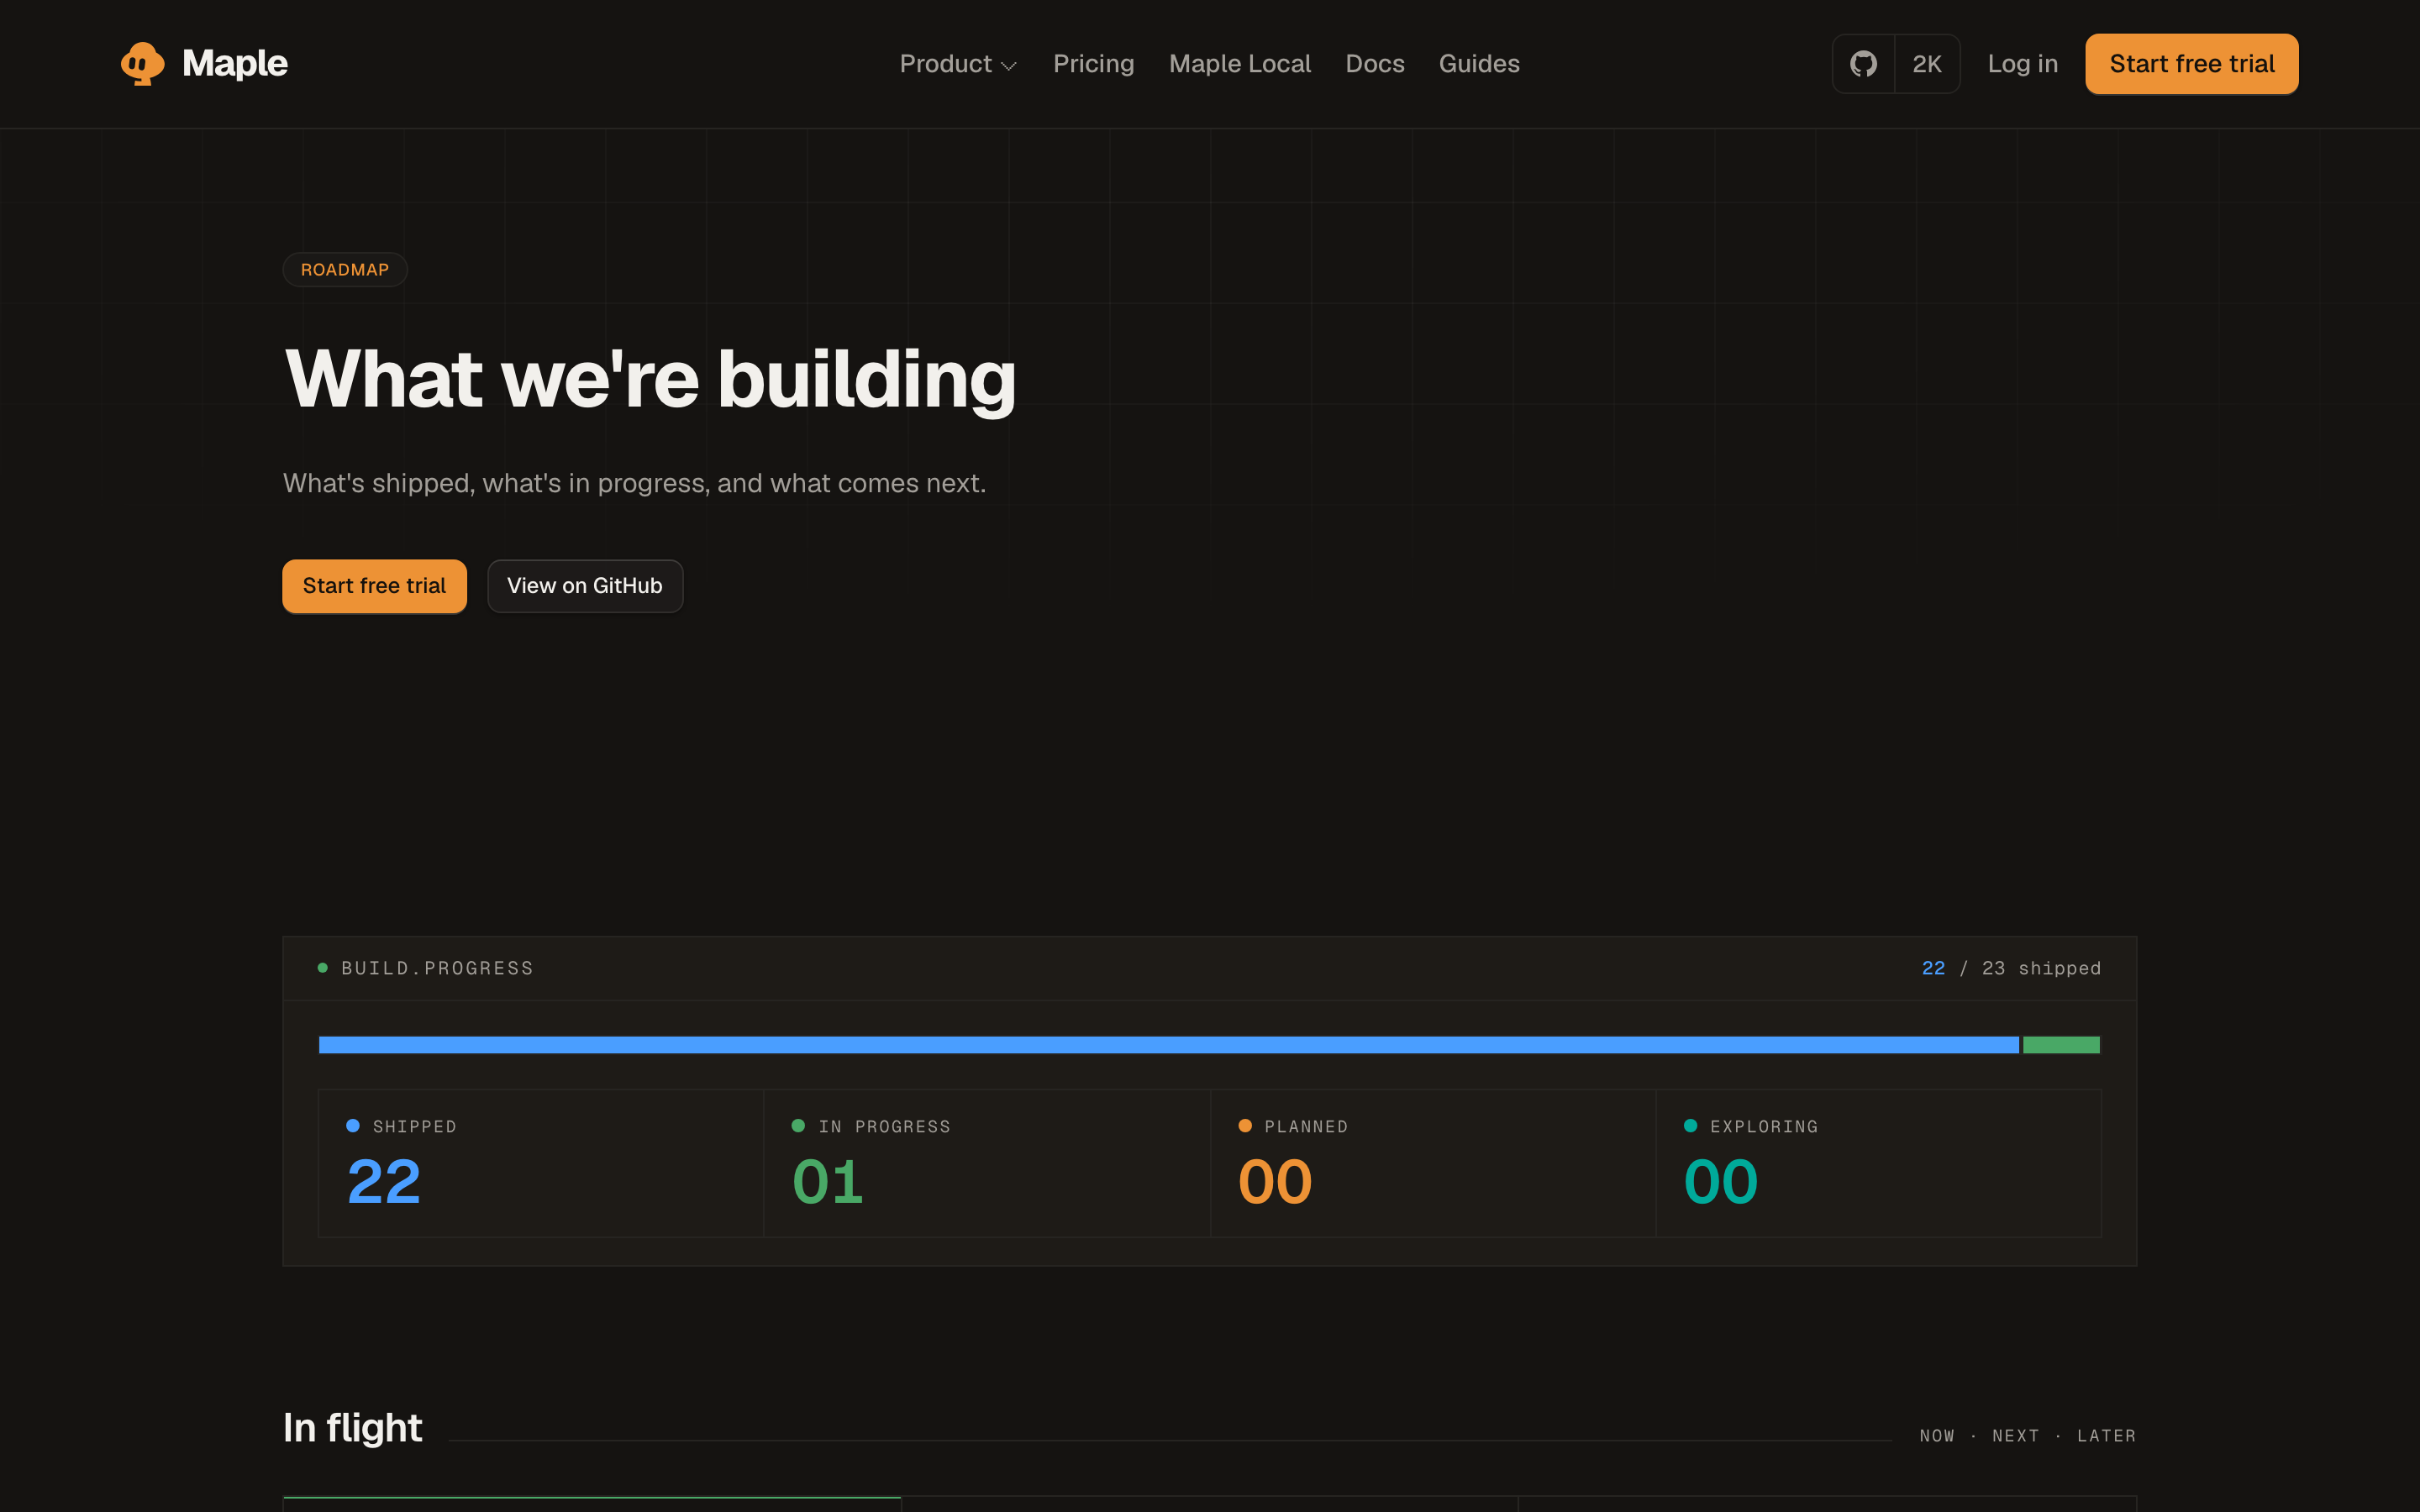 Maple
Product
Pricing
Maple Local
Docs
Guides
2K
Log in
Start free trial
ROADMAP
What we're building
What's shipped, what's in progress, and what comes next.
Start free trial
View on GitHub
BUILD.PROGRESS
22 / 23 shipped
SHIPPED
22
IN PROGRESS
01
PLANNED
00
EXPLORING
00
In flight
NOW · NEXT · LATER